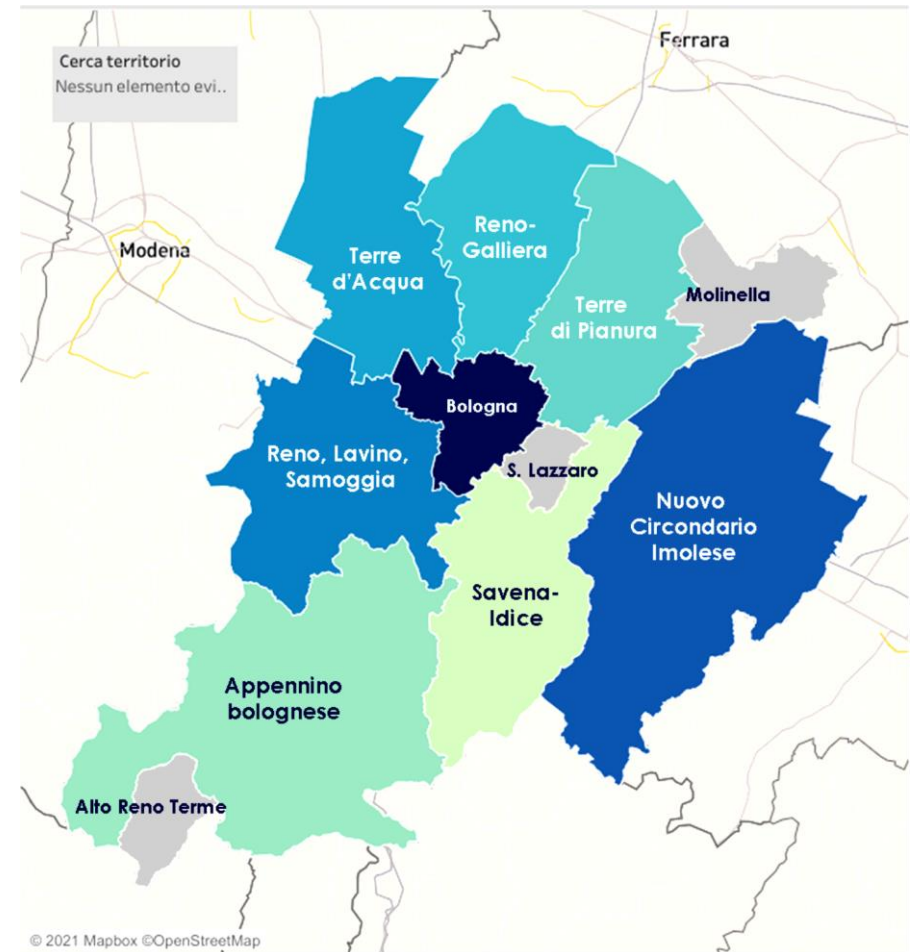 Cerca territorio
Nessun elemento evi..
Ferrara
Modena
Terre
d'Acqua
Reno-
Galliera
Terre
di Pianura
Molinella
Bologna
S. Lazzaro
Reno, Lavino,
Samoggia
Nuovo
Circondario
Imolese
Savena-
Idice
Appennino
bolognese
Alto Reno Terme
© 2021 Mapbox ©OpenStreetMap